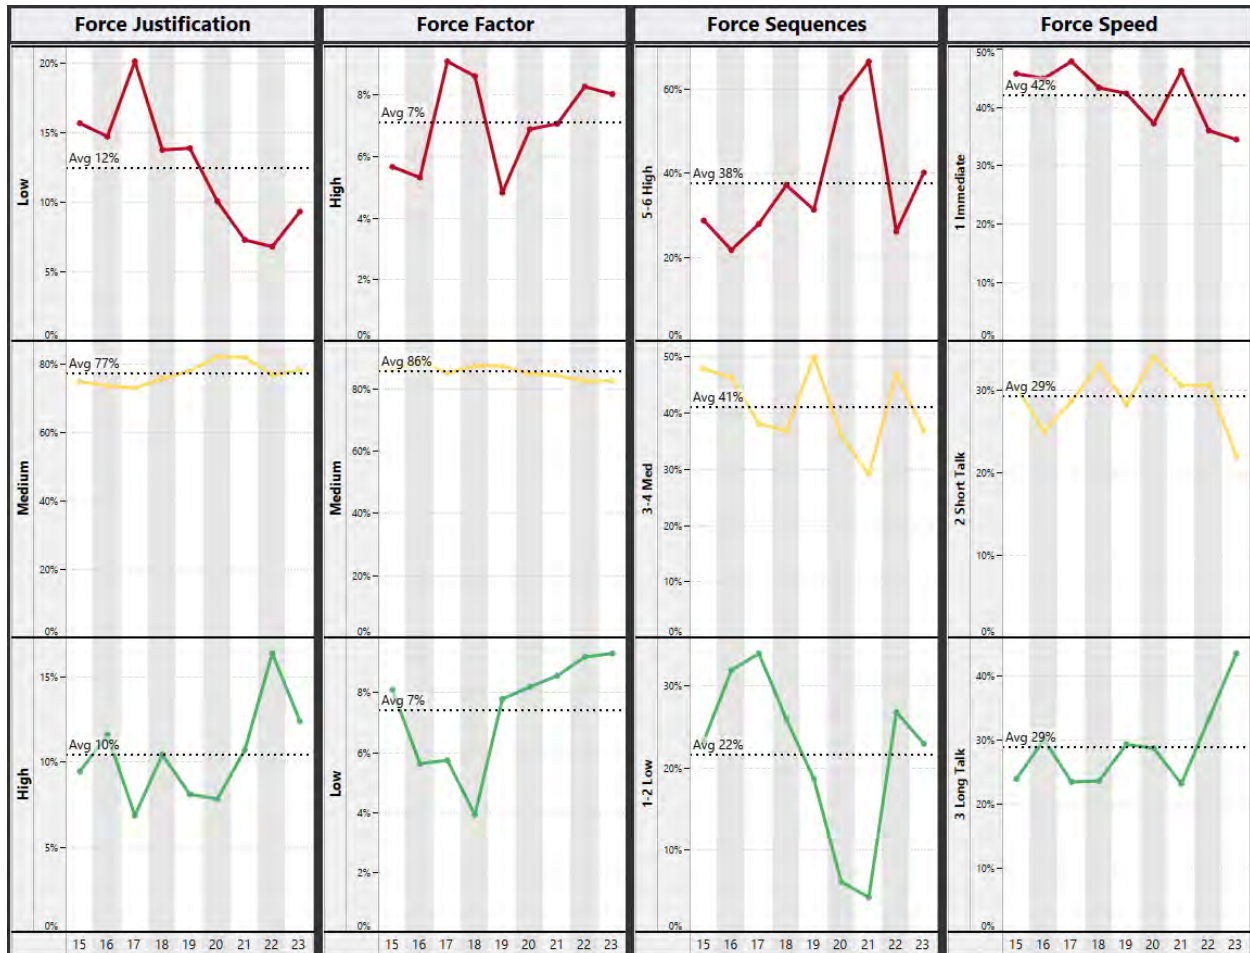 Force Justification
Low
20%
15%
Avg 12%
10%
5%
0%
Medium
80%
Avg 77%
60%
40%
20%
0%
High
15%
Avg 10%
10%
5%
0%
15 16 17 18 19 20 21 22 23
Force Factor
High
8%
Avg 7%
6%
4%
2%
0%
Medium
Avg 86%
80%
60%
40%
20%
0%
Low
8%
Avg 7%
6%
4%
2%
0%
15 16 17 18 19 20 21 22 23
Force Sequences
5-6 High
60%
40%
Avg 38%
20%
0%
3-4 Med
50%
Avg 41%
40%
30%
20%
10%
0%
1-2 Low
30%
Avg 22%
20%
10%
0%
15 16 17 18 19 20 21 22 23
Force Speed
1 Immediate
50%
Avg 42%
40%
30%
20%
10%
0%
2 Short Talk
30%
Avg 29%
20%
10%
0%
3 Long Talk
40%
30%
Avg 29%
20%
10%
0%
15 16 17 18 19 20 21 22 23